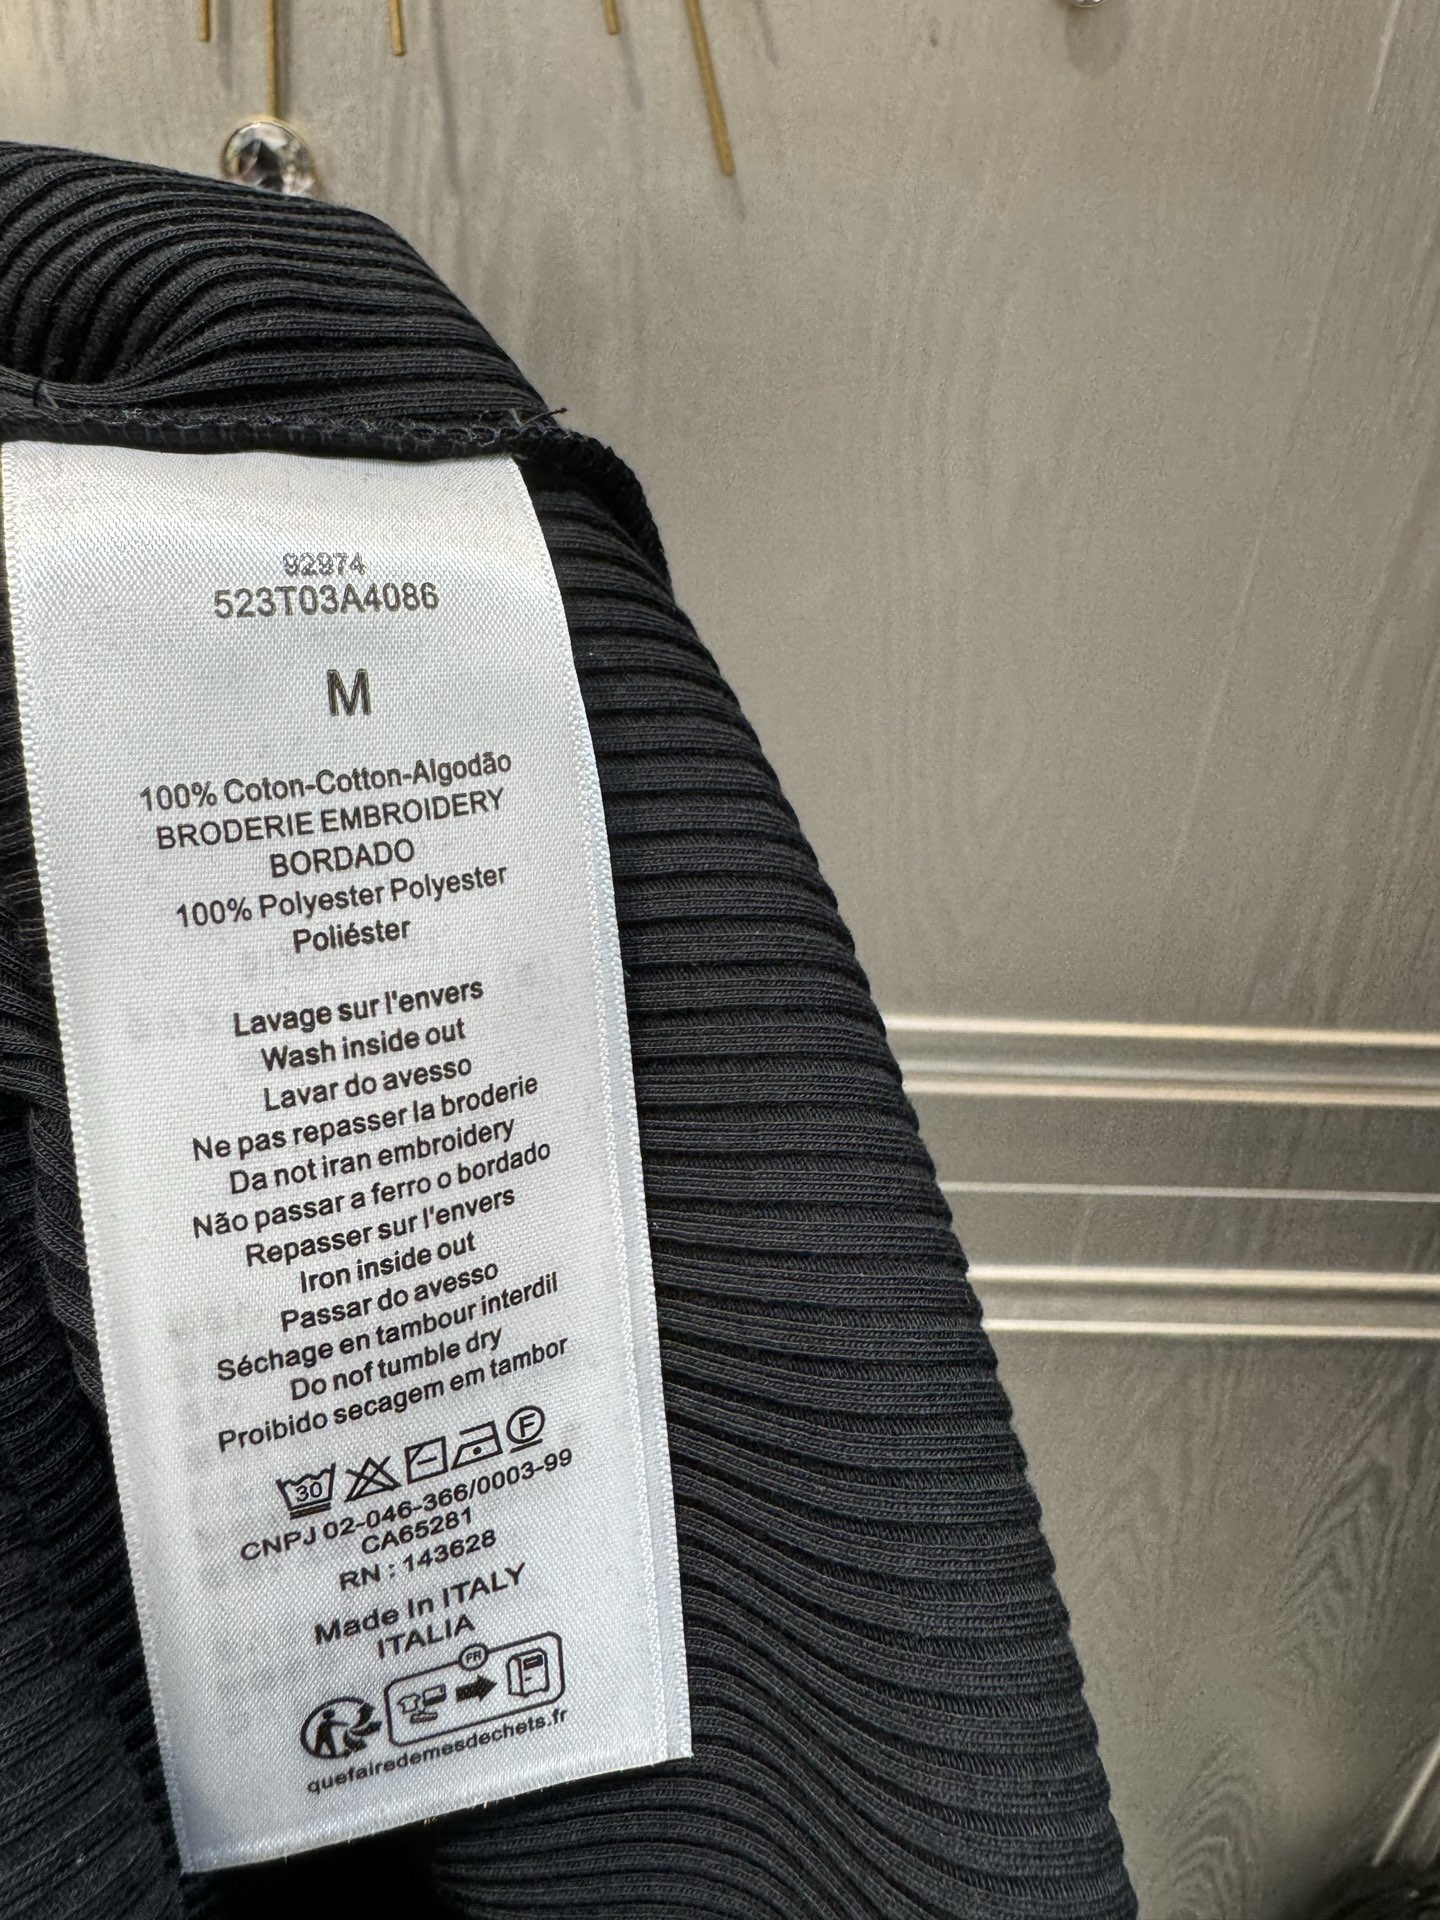 92974
523T03A4086
M
100% Coton-Cotton-Algodão
BRODERIE EMBROIDERY
BORDADO
100% Polyester Polyester
Poliéster
Lavage sur l'envers
Wash inside out
Lavar do avesso
Ne pas repasser la broderie
Da not iran embroidery
Não passar a ferro o bordado
Repasser sur l'envers
Iron inside out
Passar do avesso
Séchage en tambour interdil
Do nof tumble dry
Proibido secagem em tambor
30 F
CNPJ 02-046-366/0003-99
CA65281
RN : 143628
Made In ITALY
ITALIA
FR
quefairedemesdechets.fr